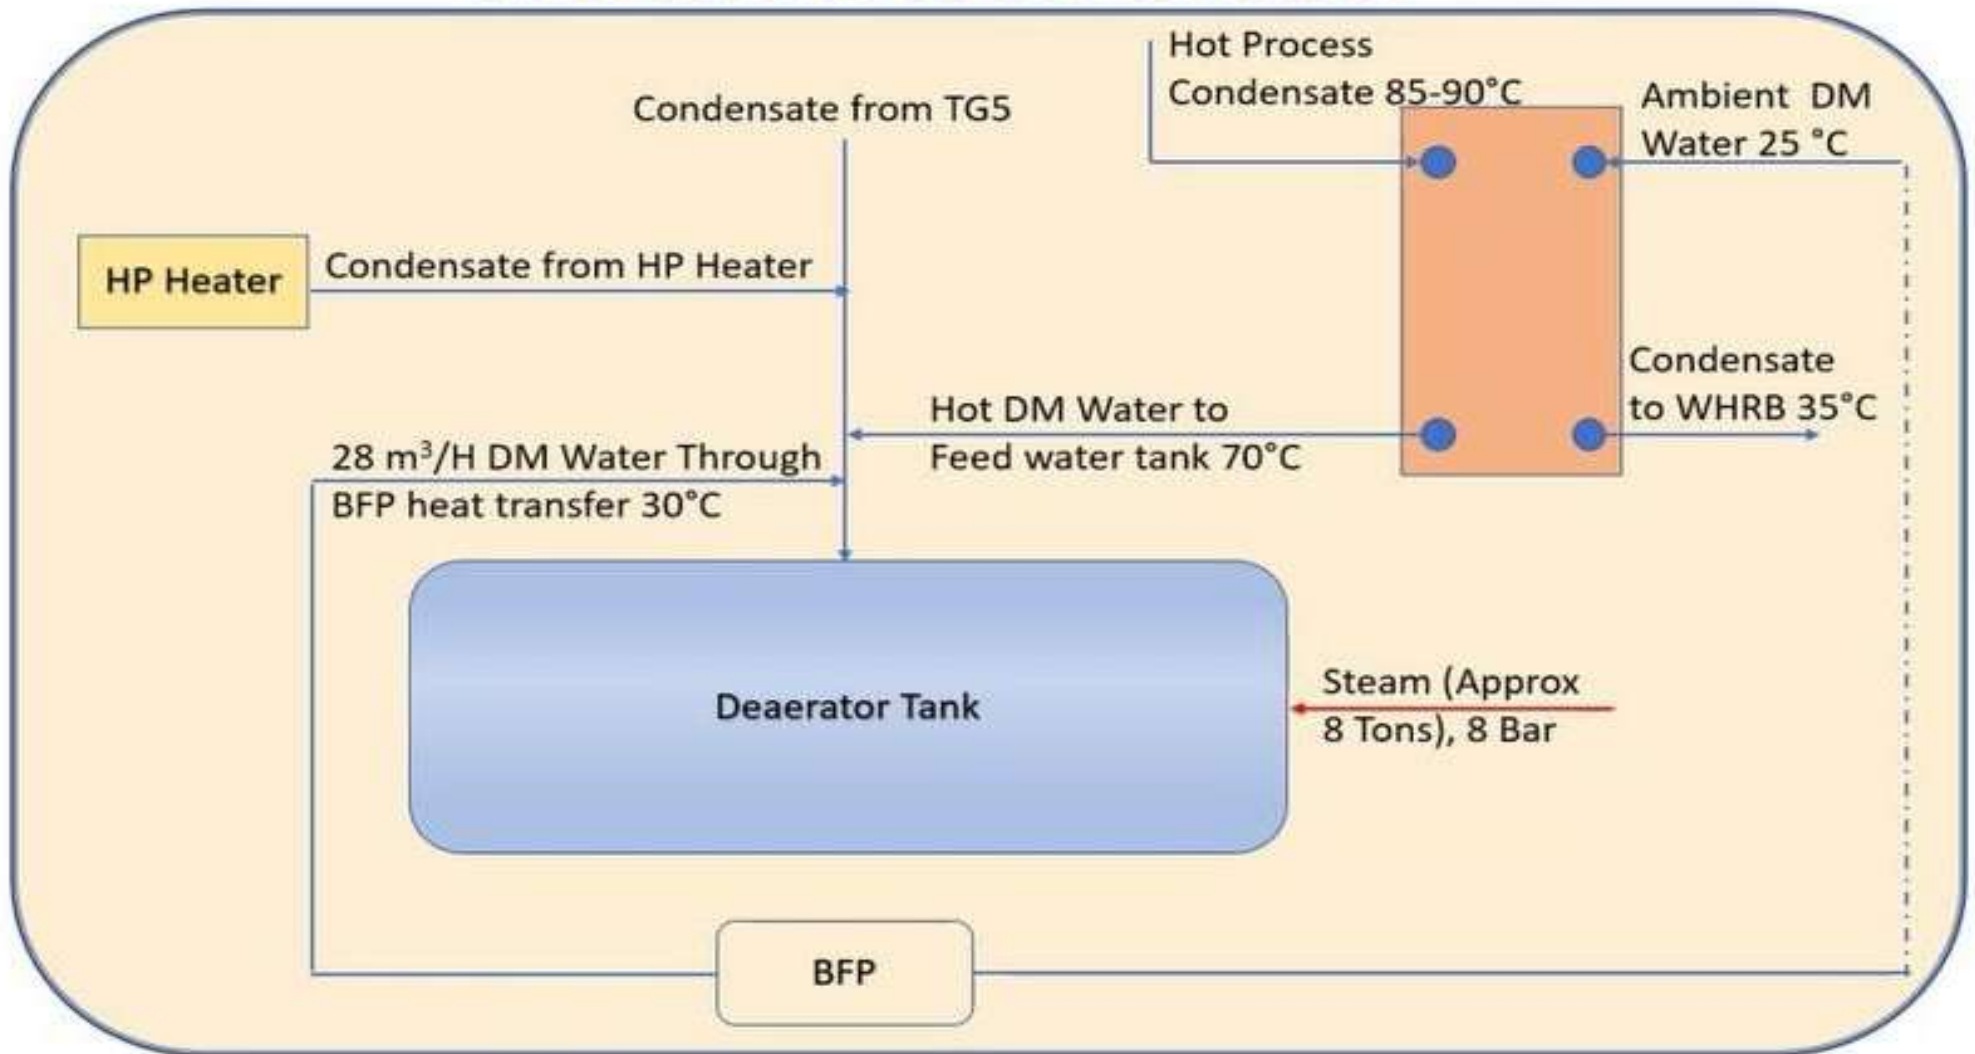 Hot Process
Condensate 85-90°C
Ambient DM
Water 25 °C
Condensate from TG5
HP Heater
Condensate from HP Heater
Condensate
to WHRB 35°C
Hot DM Water to
Feed water tank 70°C
28 m³/H DM Water Through
BFP heat transfer 30°C
Deaerator Tank
Steam (Approx
8 Tons), 8 Bar
BFP